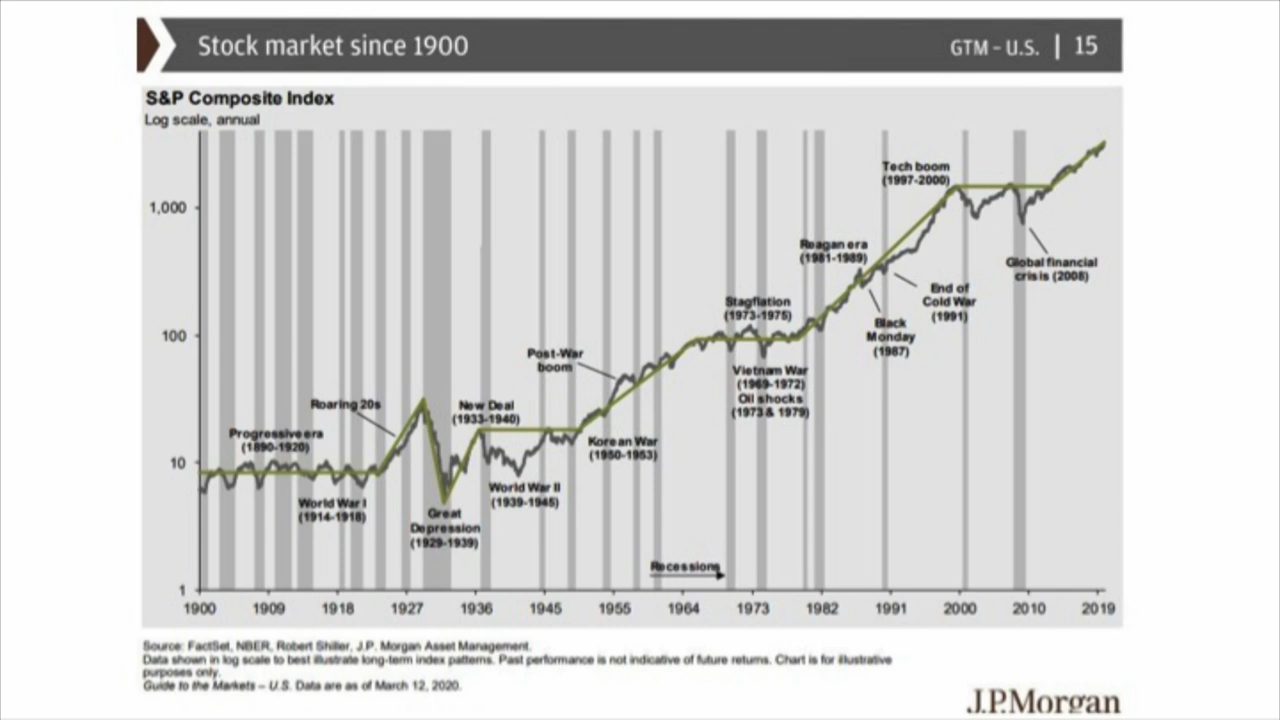 Stock market since 1900
GTM – U.S. | 15
S&P Composite Index
Log scale, annual
Tech boom
(1997-2000)
1,000
Reagan era
(1981-1989)
Global financial
crisis (2008)
End of
Cold War
(1991)
Stagflation
(1973-1975)
Black
Monday
(1987)
100
Post-War
boom
Vietnam War
(1969-1972)
Oil shocks
(1973 & 1979)
Roaring 20s
New Deal
(1933-1940)
Progressive era
(1890-1920)
Korean War
(1950-1953)
10
World War I
(1914-1918)
World War II
(1939-1945)
Great
Depression
(1929-1939)
Recessions
1
1900 1909 1918 1927 1936 1945 1955 1964 1973 1982 1991 2000 2010 2019
Source: FactSet, NBER, Robert Shiller, J.P. Morgan Asset Management.
Data shown in log scale to best illustrate long-term index patterns. Past performance is not indicative of future returns. Chart is for illustrative
purposes only.
Guide to the Markets – U.S. Data are as of March 12, 2020.
J.P.Morgan